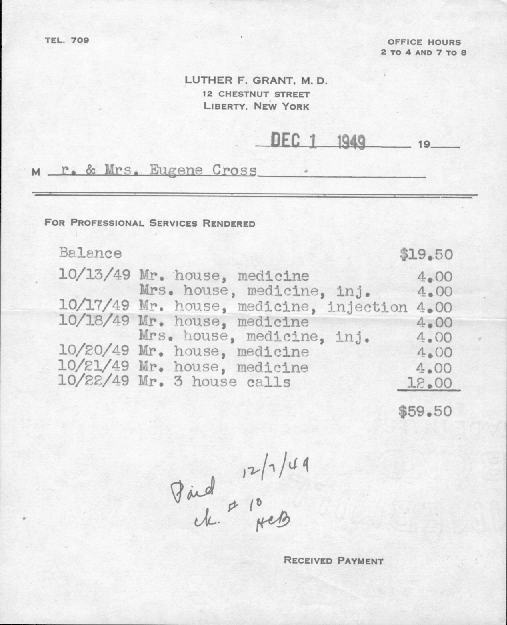 TEL. 709
OFFICE HOURS
2 TO 4 AND 7 TO 8
LUTHER F. GRANT, M. D.
12 CHESTNUT STREET
LIBERTY, NEW YORK
DEC 1 1949 19
M r. & Mrs. Eugene Cross
FOR PROFESSIONAL SERVICES RENDERED
Balance $19.50
10/13/49 Mr. house, medicine 4.00
Mrs. house, medicine, inj. 4.00
10/17/49 Mr. house, medicine, injection 4.00
10/18/49 Mr. house, medicine 4.00
Mrs. house, medicine, inj. 4.00
10/20/49 Mr. house, medicine 4.00
10/21/49 Mr. house, medicine 4.00
10/22/49 Mr. 3 house calls 12.00
$59.50
Paid 12/7/49
ck. # 10
HCB
RECEIVED PAYMENT